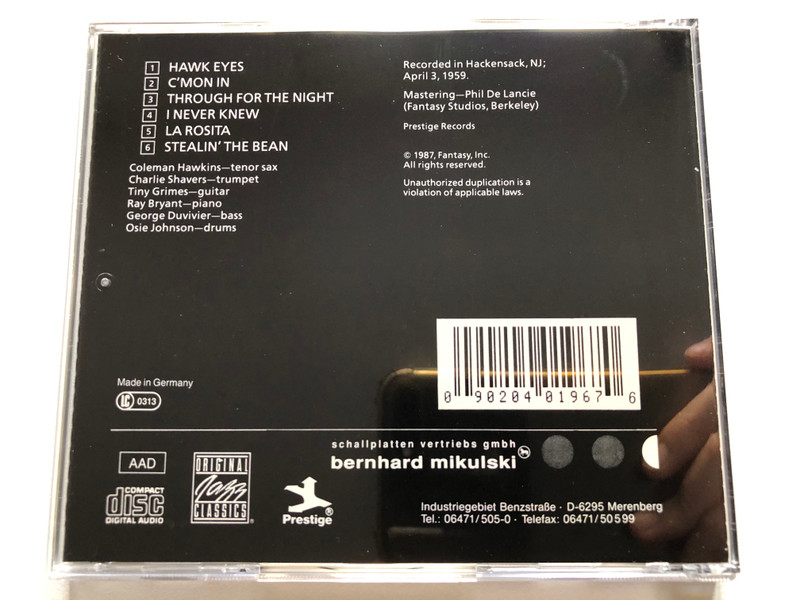 1 HAWK EYES
2 C'MON IN
3 THROUGH FOR THE NIGHT
4 I NEVER KNEW
5 LA ROSITA
6 STEALIN' THE BEAN
Coleman Hawkins—tenor sax
Charlie Shavers—trumpet
Tiny Grimes—guitar
Ray Bryant—piano
George Duvivier—bass
Osie Johnson—drums
Recorded in Hackensack, NJ;
April 3, 1959.
Mastering—Phil De Lancie
(Fantasy Studios, Berkeley)
Prestige Records
© 1987, Fantasy, Inc.
All rights reserved.
Unauthorized duplication is a
violation of applicable laws.
0 90204 01967 6
Made in Germany
LC 0313
schallplatten vertriebs gmbh
bernhard mikulski
AAD
COMPACT
disc
DIGITAL AUDIO
ORIGINAL
Jazz
CLASSICS®
Prestige®
Industriegebiet Benzstraße · D-6295 Merenberg
Tel.: 06471/505-0 · Telefax: 06471/50599